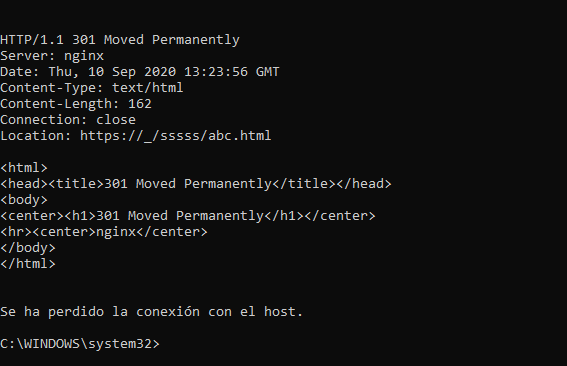 HTTP/1.1 301 Moved Permanently
Server: nginx
Date: Thu, 10 Sep 2020 13:23:56 GMT
Content-Type: text/html
Content-Length: 162
Connection: close
Location: https://_/sssss/abc.html
<html>
<head><title>301 Moved Permanently</title></head>
<body>
<center><h1>301 Moved Permanently</h1></center>
<hr><center>nginx</center>
</body>
</html>
Se ha perdido la conexión con el host.
C:\WINDOWS\system32>